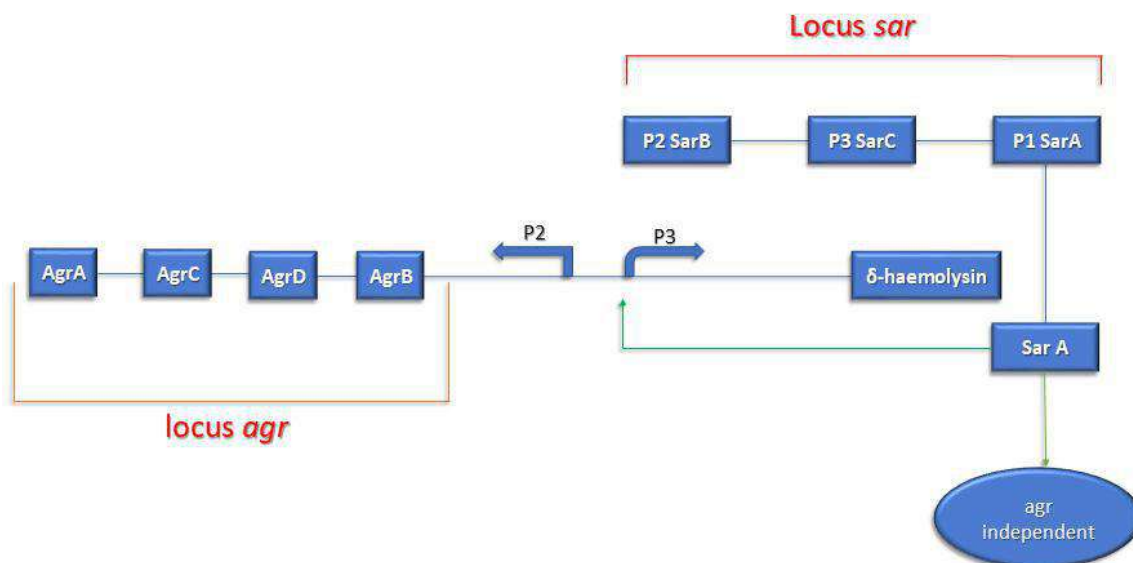 Locus sar
P2 SarB
P3 SarC
P1 SarA
P2
P3
AgrA
AgrC
AgrD
AgrB
δ-haemolysin
Sar A
locus agr
agr
independent